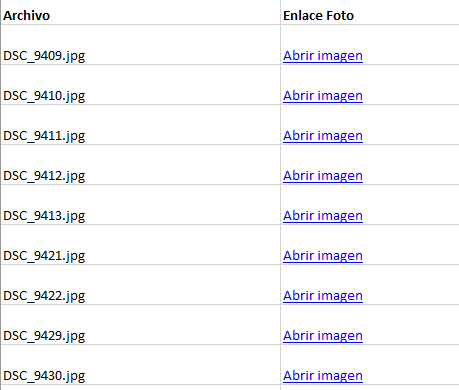 Archivo Enlace Foto
DSC_9409.jpg Abrir imagen
DSC_9410.jpg Abrir imagen
DSC_9411.jpg Abrir imagen
DSC_9412.jpg Abrir imagen
DSC_9413.jpg Abrir imagen
DSC_9421.jpg Abrir imagen
DSC_9422.jpg Abrir imagen
DSC_9429.jpg Abrir imagen
DSC_9430.jpg Abrir imagen